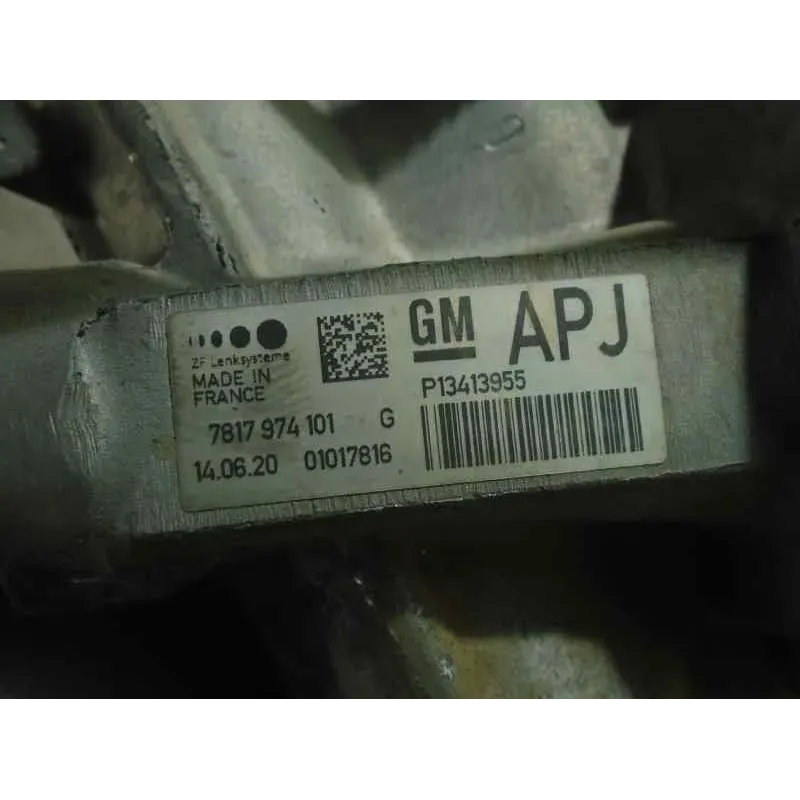 ZF Lenksysteme
MADE IN
FRANCE
GM APJ
P13413955
7817 974 101 G
14.06.20 01017816